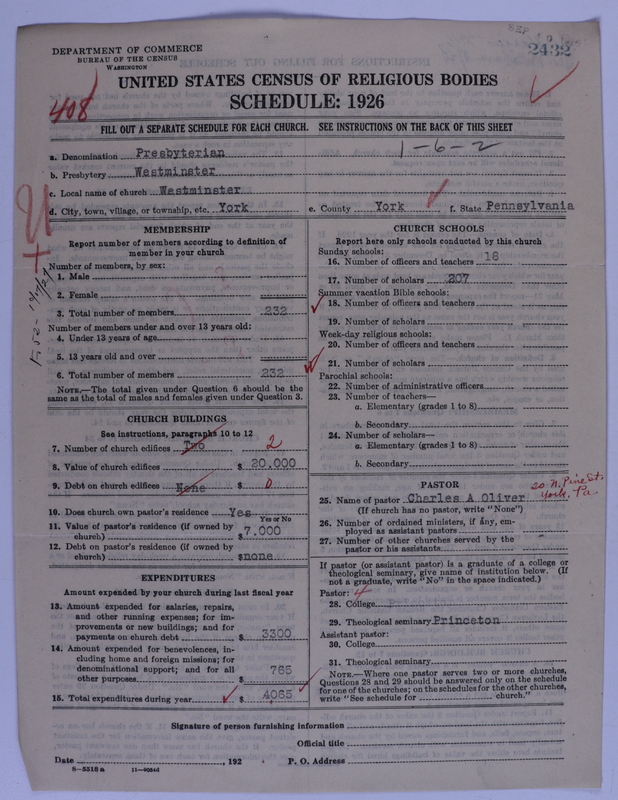 SEP 10
2432
DEPARTMENT OF COMMERCE
BUREAU OF THE CENSUS
WASHINGTON
UNITED STATES CENSUS OF RELIGIOUS BODIES
408
SCHEDULE: 1926
FILL OUT A SEPARATE SCHEDULE FOR EACH CHURCH. SEE INSTRUCTIONS ON THE BACK OF THIS SHEET
1-6-2
a. Denomination Presbyterian
b. Presbytery Westminster
c. Local name of church Westminster
d. City, town, village, or township, etc. York e. County York f. State Pennsylvania
MEMBERSHIP
Report number of members according to definition of
member in your church
Number of members, by sex:
1. Male
2. Female
3. Total number of members 232
Number of members under and over 13 years old:
4. Under 13 years of age
5. 13 years old and over
6. Total number of members 232
NOTE.—The total given under Question 6 should be the
same as the total of males and females given under Question 3.
CHURCH BUILDINGS
See instructions, paragraphs 10 to 12
7. Number of church edifices Two 2
8. Value of church edifices $ 20.000
9. Debt on church edifices None $ 0
10. Does church own pastor's residence? Yes
Yes or No
11. Value of pastor's residence (if owned by
church) $ 7.000
12. Debt on pastor's residence (if owned by
church) $ none
EXPENDITURES
Amount expended by your church during last fiscal year
13. Amount expended for salaries, repairs,
and other running expenses; for im-
provements or new buildings; and for
payments on church debt $ 3300
14. Amount expended for benevolences, in-
cluding home and foreign missions; for
denominational support; and for all
other purposes $ 765
15. Total expenditures during year $ 4065
CHURCH SCHOOLS
Report here only schools conducted by this church
Sunday schools:
16. Number of officers and teachers 16
17. Number of scholars 207
Summer vacation Bible schools:
18. Number of officers and teachers
19. Number of scholars
Week-day religious schools:
20. Number of officers and teachers
21. Number of scholars
Parochial schools:
22. Number of administrative officers
23. Number of teachers—
a. Elementary (grades 1 to 8)
b. Secondary
24. Number of scholars—
a. Elementary (grades 1 to 8)
b. Secondary
PASTOR
20 N. Pine St.
York, Pa.
25. Name of pastor Charles A Oliver
(If church has no pastor, write "None")
26. Number of ordained ministers, if any, em-
ployed as assistant pastors
27. Number of other churches served by the
pastor or his assistants
If pastor (or assistant pastor) is a graduate of a college or
theological seminary, give name of institution below. (If
not a graduate, write "No" in the space indicated.)
Pastor: 4
28. College
29. Theological seminary Princeton
Assistant pastor:
30. College
31. Theological seminary
NOTE.—Where one pastor serves two or more churches,
Questions 28 and 29 should be answered only on the schedule
for one of the churches; on the schedules for the other churches,
write "See schedule for church."
Signature of person furnishing information
Official title
Date , 192 P. O. Address
8-5518 a 11-